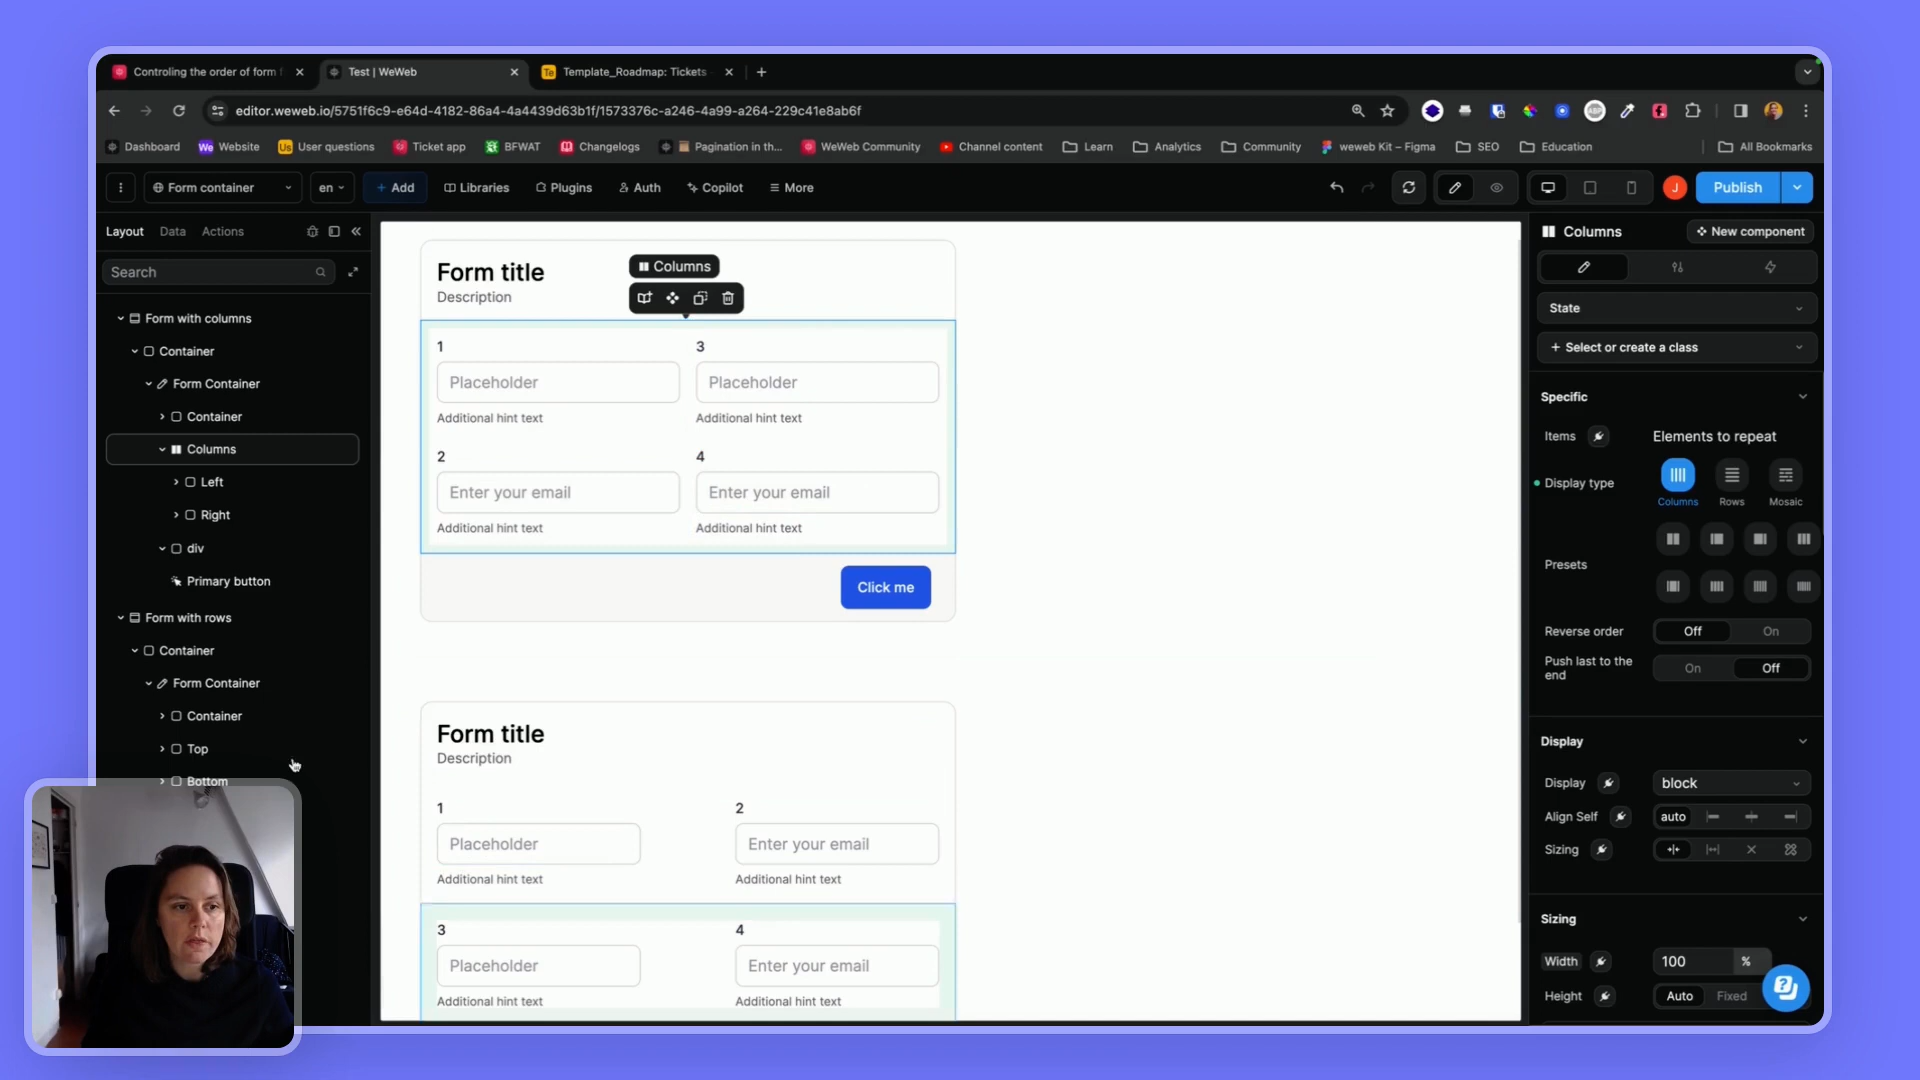 Controling the order of form f
Test | WeWeb
Te
Template_Roadmap: Tickets
editor.weweb.io/5751f6c9-e64d-4182-86a4-4a4439d63b1f/1573376c-a246-4a99-a264-229c41e8ab6f
Dashboard
We Website
Us User questions
Ticket app
BFWAT
Changelogs
Pagination in th...
WeWeb Community
Channel content
Learn
Analytics
Community
weweb Kit – Figma
SEO
Education
All Bookmarks
Form container
en
+ Add
Libraries
Plugins
Auth
Copilot
More
J
Publish
Layout
Data
Actions
Search
Form with columns
Container
Form Container
Container
Columns
Left
Right
div
Primary button
Form with rows
Container
Form Container
Container
Top
Bottom
Form title
Description
Columns
1
3
Placeholder
Placeholder
Additional hint text
Additional hint text
2
4
Enter your email
Enter your email
Additional hint text
Additional hint text
Click me
Form title
Description
1
2
Placeholder
Enter your email
Additional hint text
Additional hint text
3
4
Placeholder
Enter your email
Additional hint text
Additional hint text
Columns
New component
State
+ Select or create a class
Specific
Items
Elements to repeat
Display type
Columns
Rows
Mosaic
Presets
Reverse order
Off
On
Push last to the
end
On
Off
Display
Display
block
Align Self
auto
Sizing
Sizing
Width
100
%
Height
Auto
Fixed